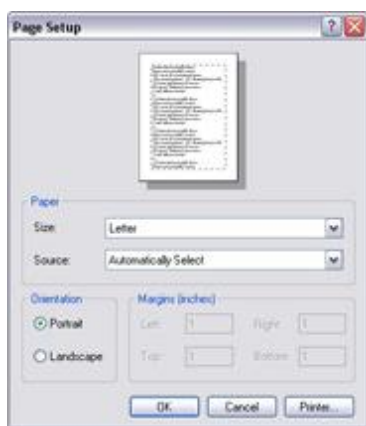 Page Setup
Paper
Size: Letter
Source: Automatically Select
Orientation
Margins (inches)
Portrait
Left: 1 Right: 1
Landscape
Top: 1 Bottom: 1
OK Cancel Printer...